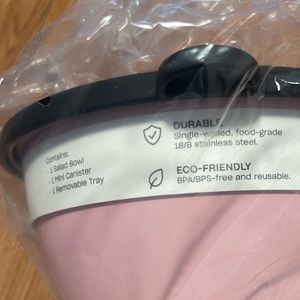 Contains:
- 1 Salad Bowl
- 1 Mini Canister
- 1 Removable Tray
DURABLE
Single-walled, food-grade
18/8 stainless steel.
ECO-FRIENDLY
BPA/BPS-free and reusable.